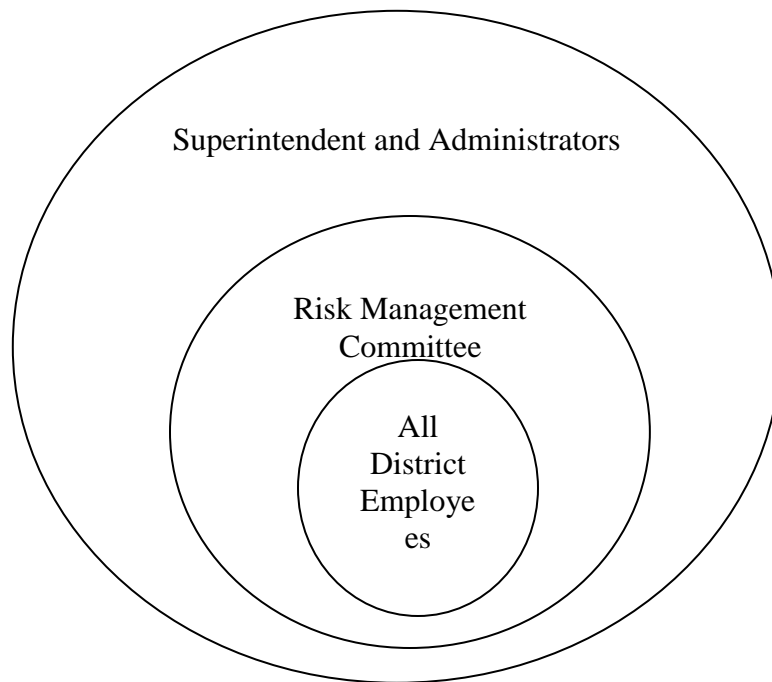 Superintendent and Administrators
Risk Management
Committee
All
District
Employe
es